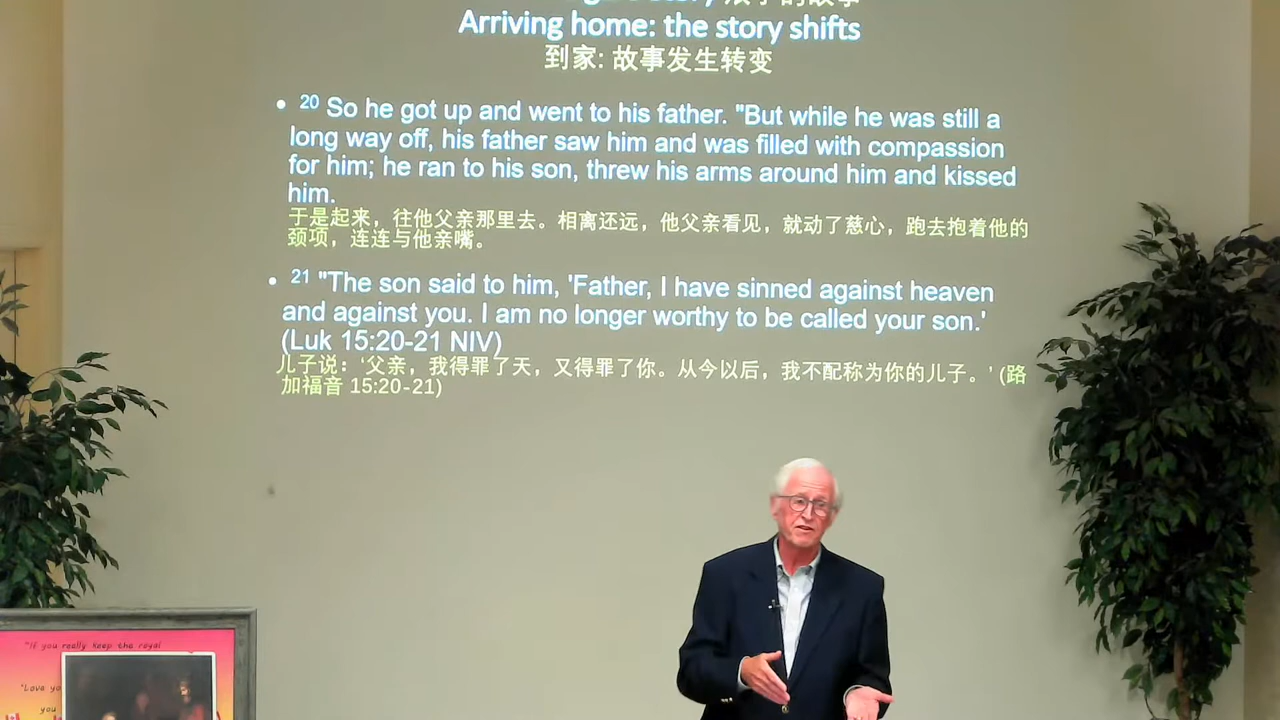 Arriving home: the story shifts
到家: 故事发生转变
• 20 So he got up and went to his father. "But while he was still a
long way off, his father saw him and was filled with compassion
for him; he ran to his son, threw his arms around him and kissed
him.
于是起来，往他父亲那里去。相离还远，他父亲看见，就动了慈心，跑去抱着他的
颈项，连连与他亲嘴。
• 21 "The son said to him, 'Father, I have sinned against heaven
and against you. I am no longer worthy to be called your son.'
(Luk 15:20-21 NIV)
儿子说：‘父亲，我得罪了天，又得罪了你。从今以后，我不配称为你的儿子。’ (路
加福音 15:20-21)
"If you really keep the royal
"Love yo
you